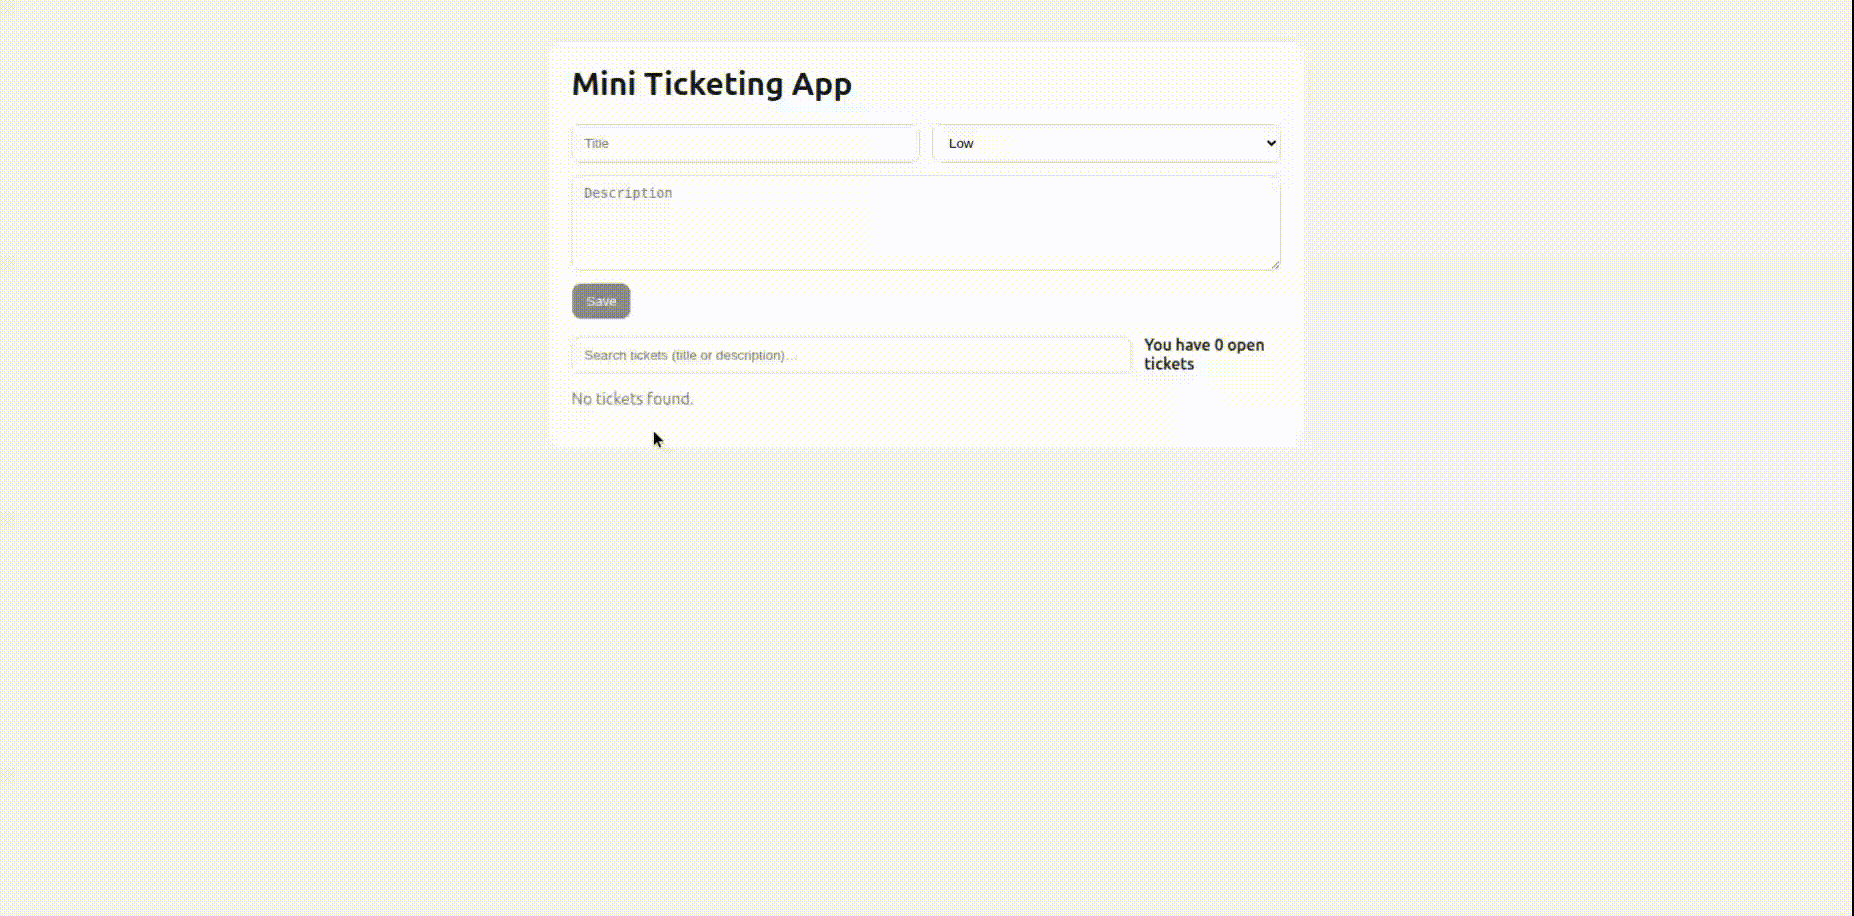 Mini Ticketing App
Title
Low
Description
Save
Search tickets (title or description)...
You have 0 open
tickets
No tickets found.